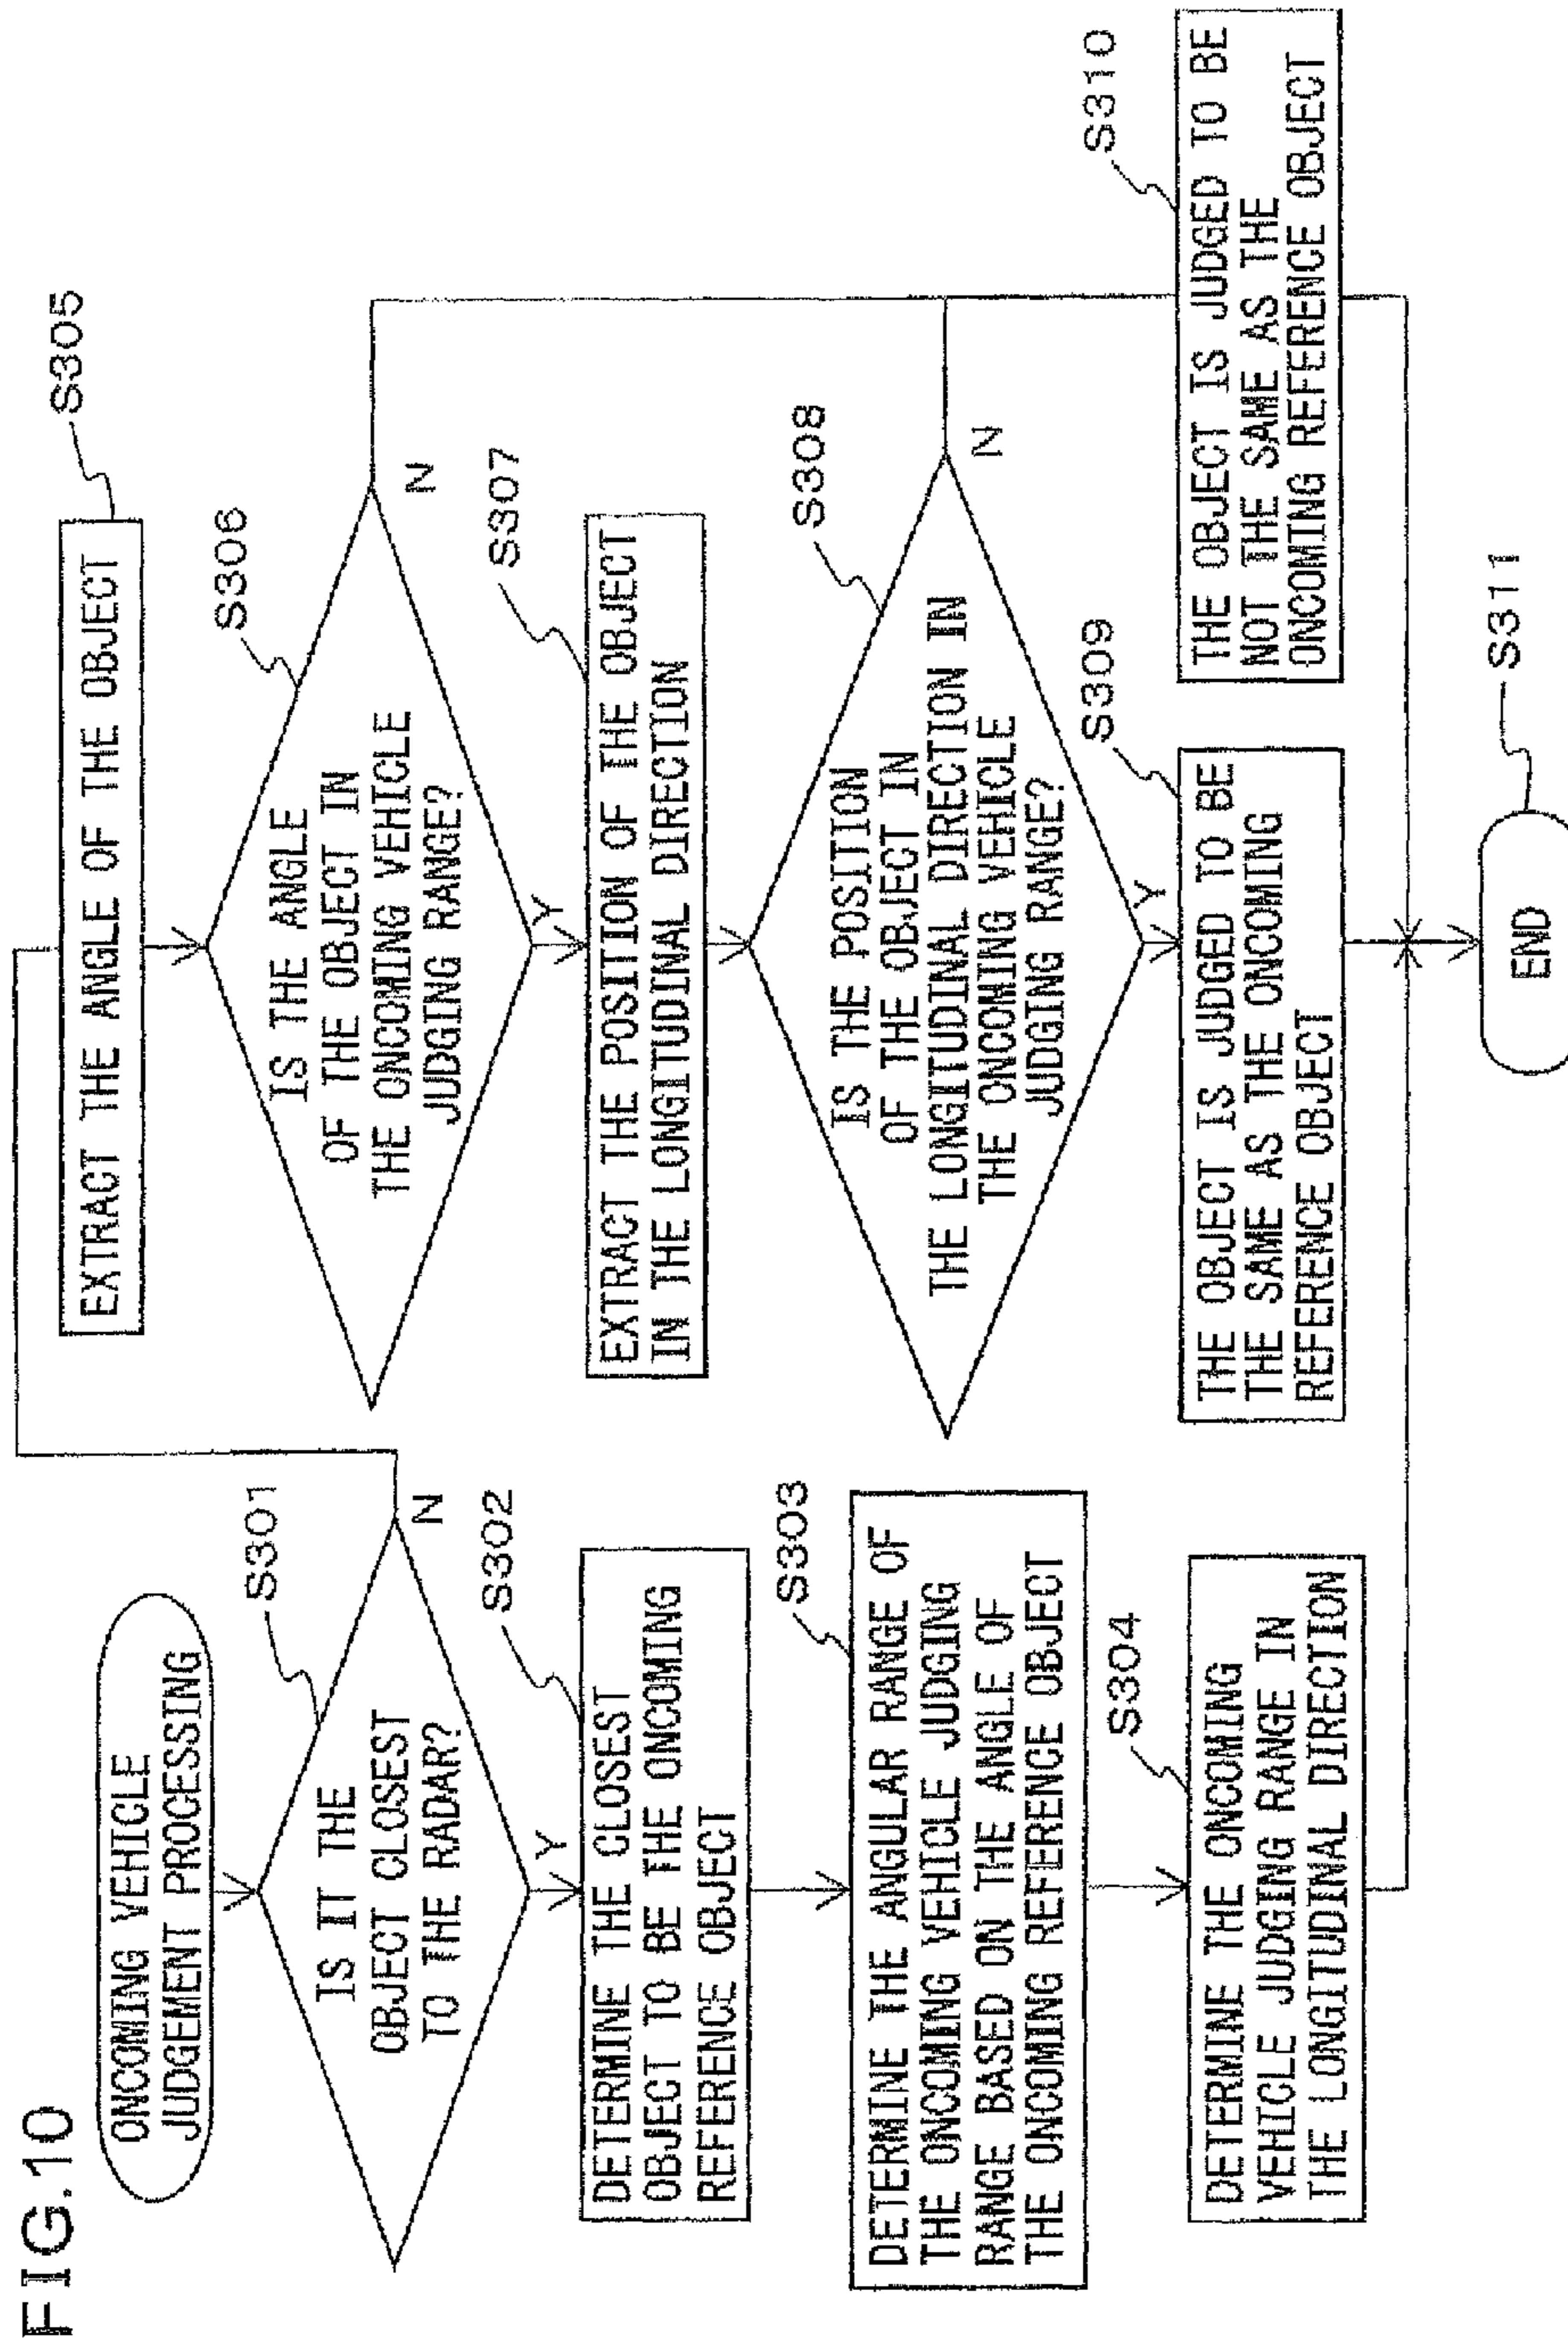 FIG.10
ONCOMING VEHICLE
JUDGEMENT PROCESSING
S301
IS IT THE
OBJECT CLOSEST
TO THE RADAR?
N
Y
S302
DETERMINE THE CLOSEST
OBJECT TO BE THE ONCOMING
REFERENCE OBJECT
S303
DETERMINE THE ANGULAR RANGE OF
THE ONCOMING VEHICLE JUDGING
RANGE BASED ON THE ANGLE OF
THE ONCOMING REFERENCE OBJECT
S304
DETERMINE THE ONCOMING
VEHICLE JUDGING RANGE IN
THE LONGITUDINAL DIRECTION
S305
EXTRACT THE ANGLE OF THE OBJECT
S306
IS THE ANGLE
OF THE OBJECT IN
THE ONCOMING VEHICLE
JUDGING RANGE?
N
Y
S307
EXTRACT THE POSITION OF THE OBJECT
IN THE LONGITUDINAL DIRECTION
S308
IS THE POSITION
OF THE OBJECT IN
THE LONGITUDINAL DIRECTION IN
THE ONCOMING VEHICLE
JUDGING RANGE?
N
Y
S309
THE OBJECT IS JUDGED TO BE
THE SAME AS THE ONCOMING
REFERENCE OBJECT
S310
THE OBJECT IS JUDGED TO BE
NOT THE SAME AS THE
ONCOMING REFERENCE OBJECT
S311
END